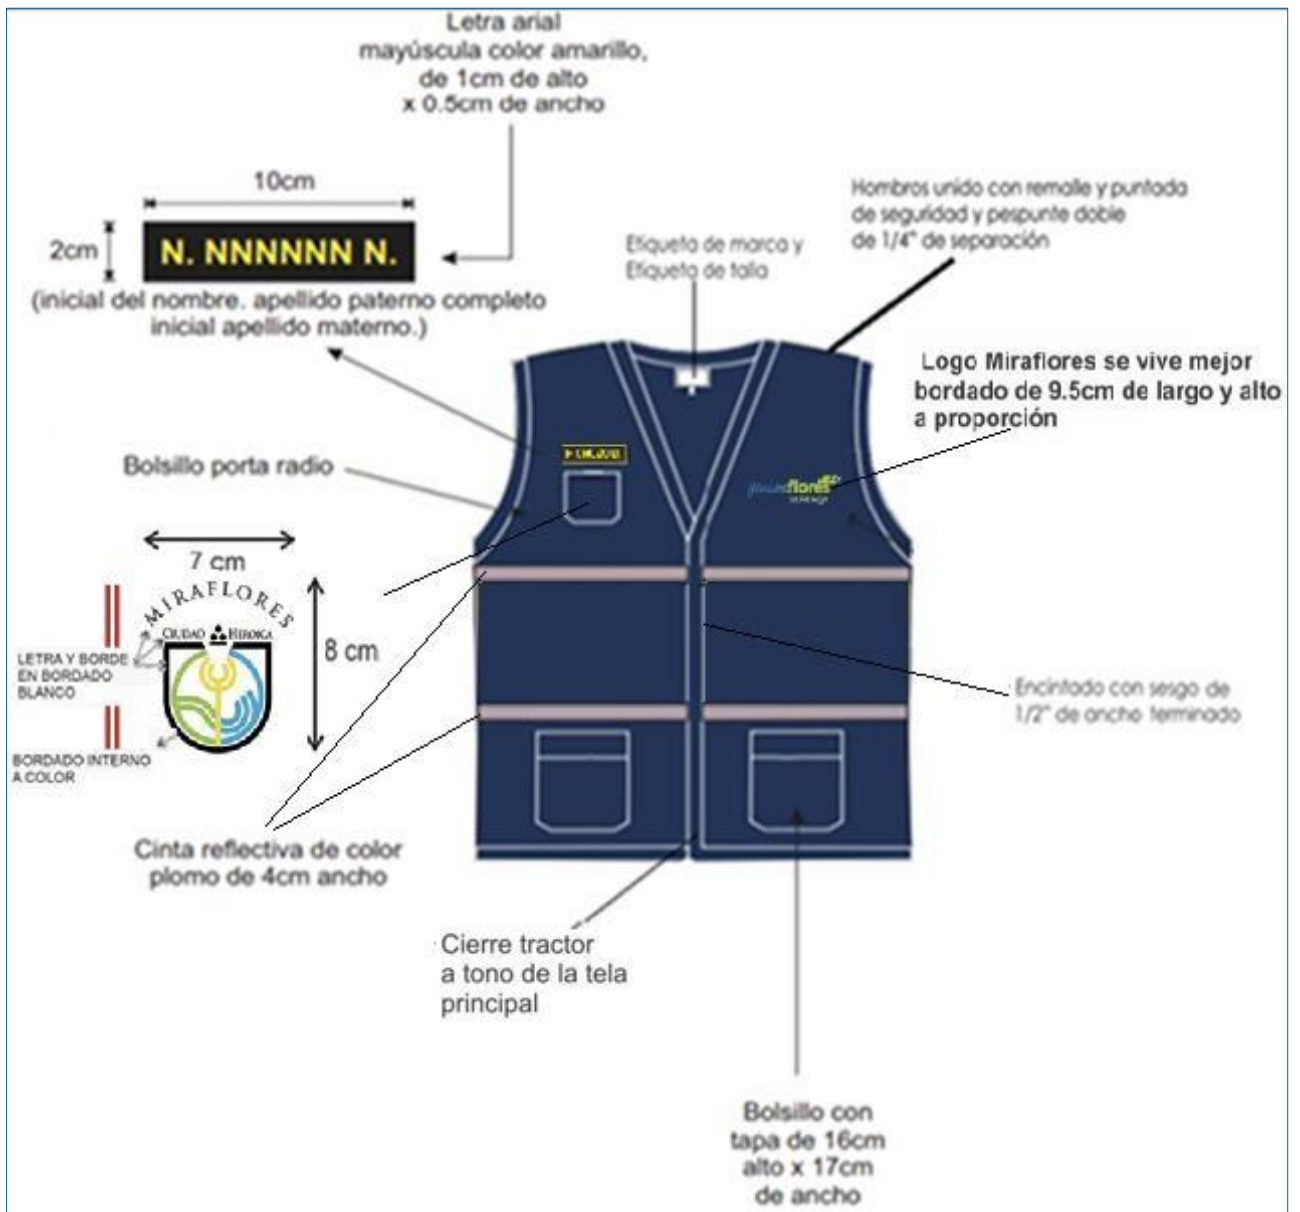 Letra arial
mayúscula color amarillo,
de 1cm de alto
x 0.5cm de ancho
10cm
2cm
N. NNNNNN N.
(inicial del nombre. apellido paterno completo
inicial apellido materno.)
Etiqueta de marca y
Etiqueta de talla
Hombros unido con remalle y puntada
de seguridad y pespunte doble
de 1/4" de separación
Logo Miraflores se vive mejor
bordado de 9.5cm de largo y alto
a proporción
flores
Bolsillo porta radio
7 cm
MIRAFLORES
CIUDAD HEROICA
8 cm
LETRA Y BORDE
EN BORDADO
BLANCO
BORDADO INTERNO
A COLOR
Encintado con sesgo de
1/2" de ancho terminado
Cinta reflectiva de color
plomo de 4cm ancho
Cierre tractor
a tono de la tela
principal
Bolsillo con
tapa de 16cm
alto x 17cm
de ancho